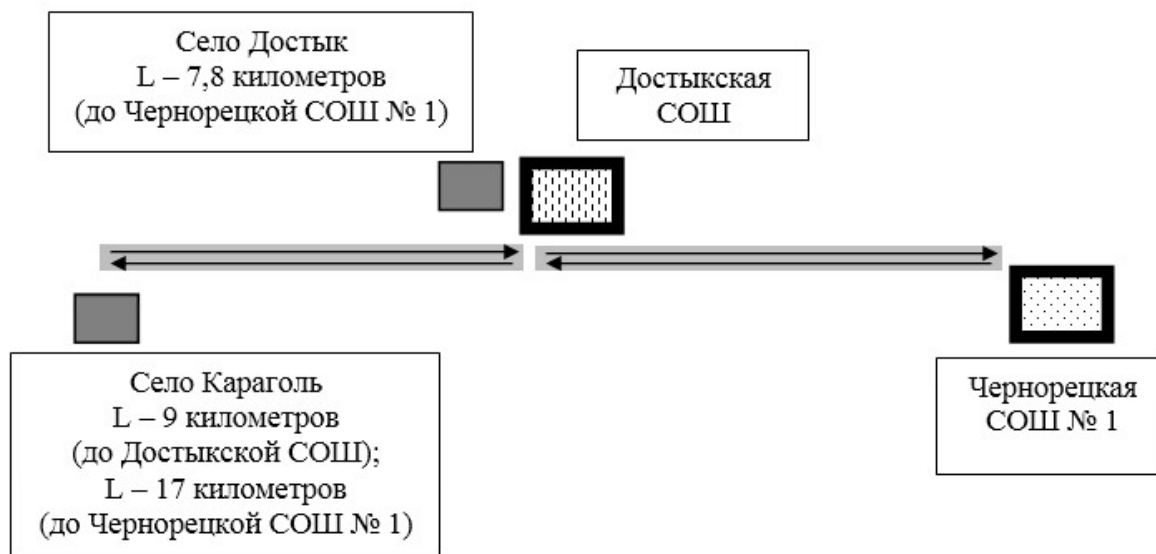 Село Достык
L – 7,8 километров
(до Чернорецкой СОШ № 1)
Достыкская
СОШ
Село Караголь
L – 9 километров
(до Достыкской СОШ);
L – 17 километров
(до Чернорецкой СОШ № 1)
Чернорецкая
СОШ № 1